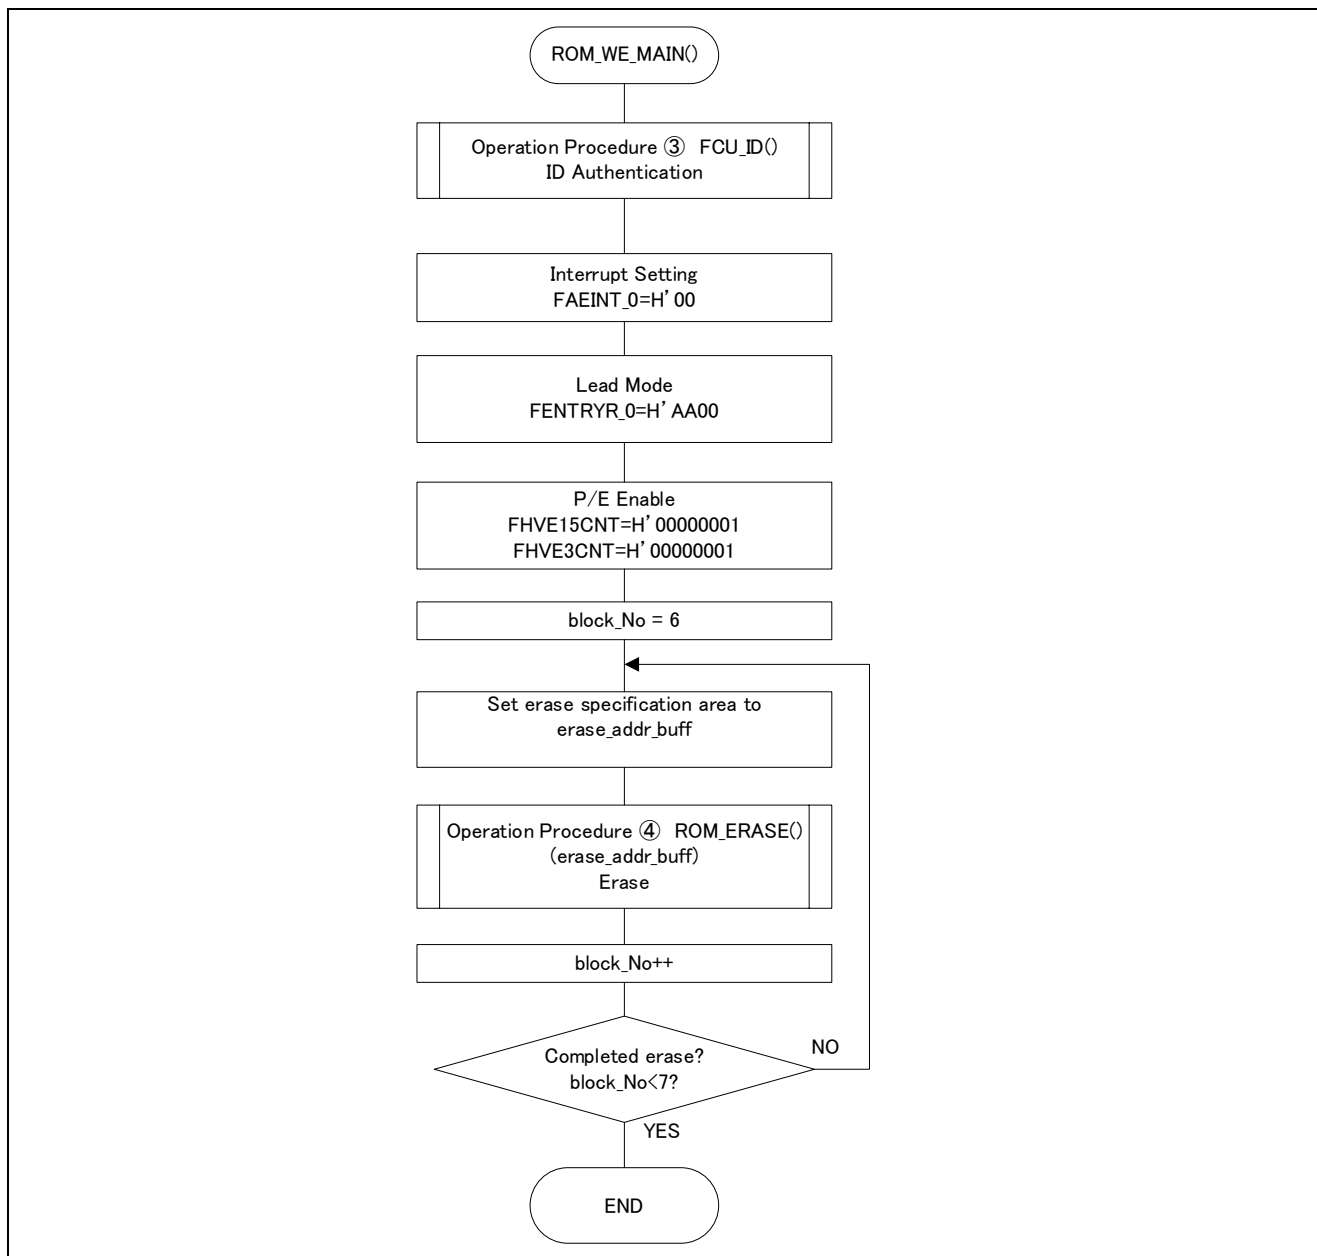 ROM_WE_MAIN()
Operation Procedure ③ FCU_ID()
ID Authentication
Interrupt Setting
FAEINT_0=H’00
Lead Mode
FENTRYR_0=H’AA00
P/E Enable
FHVE15CNT=H’00000001
FHVE3CNT=H’00000001
block_No = 6
Set erase specification area to
erase_addr_buff
Operation Procedure ④ ROM_ERASE()
(erase_addr_buff)
Erase
block_No++
Completed erase?
block_No<7?
NO
YES
END